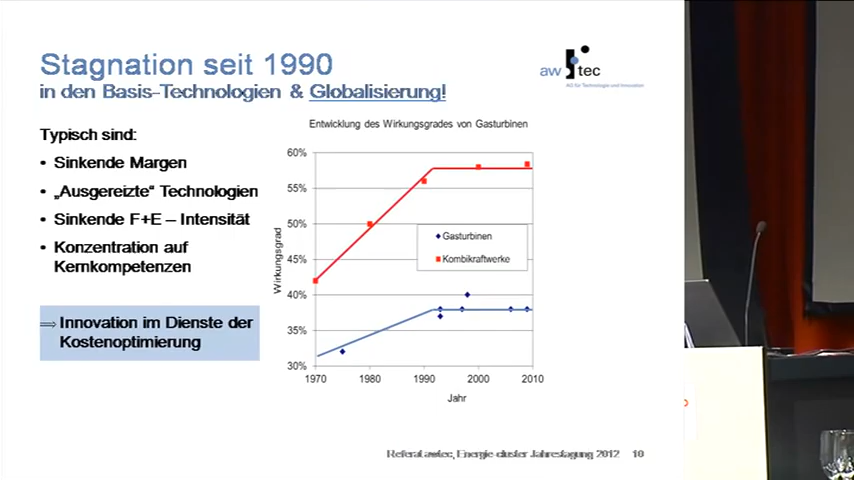 Stagnation seit 1990
in den Basis-Technologien & Globalisierung!
aw tec
AG für Technologie und Innovation
Typisch sind:
• Sinkende Margen
• „Ausgereizte“ Technologien
• Sinkende F+E – Intensität
• Konzentration auf
Kernkompetenzen
⇒ Innovation im Dienste der
Kostenoptimierung
Entwicklung des Wirkungsgrades von Gasturbinen
60%
55%
50%
45%
40%
35%
30%
Wirkungsgrad
Gasturbinen
Kombikraftwerke
1970 1980 1990 2000 2010
Jahr
Referat awtec, Energie-cluster Jahrestagung 2012 10